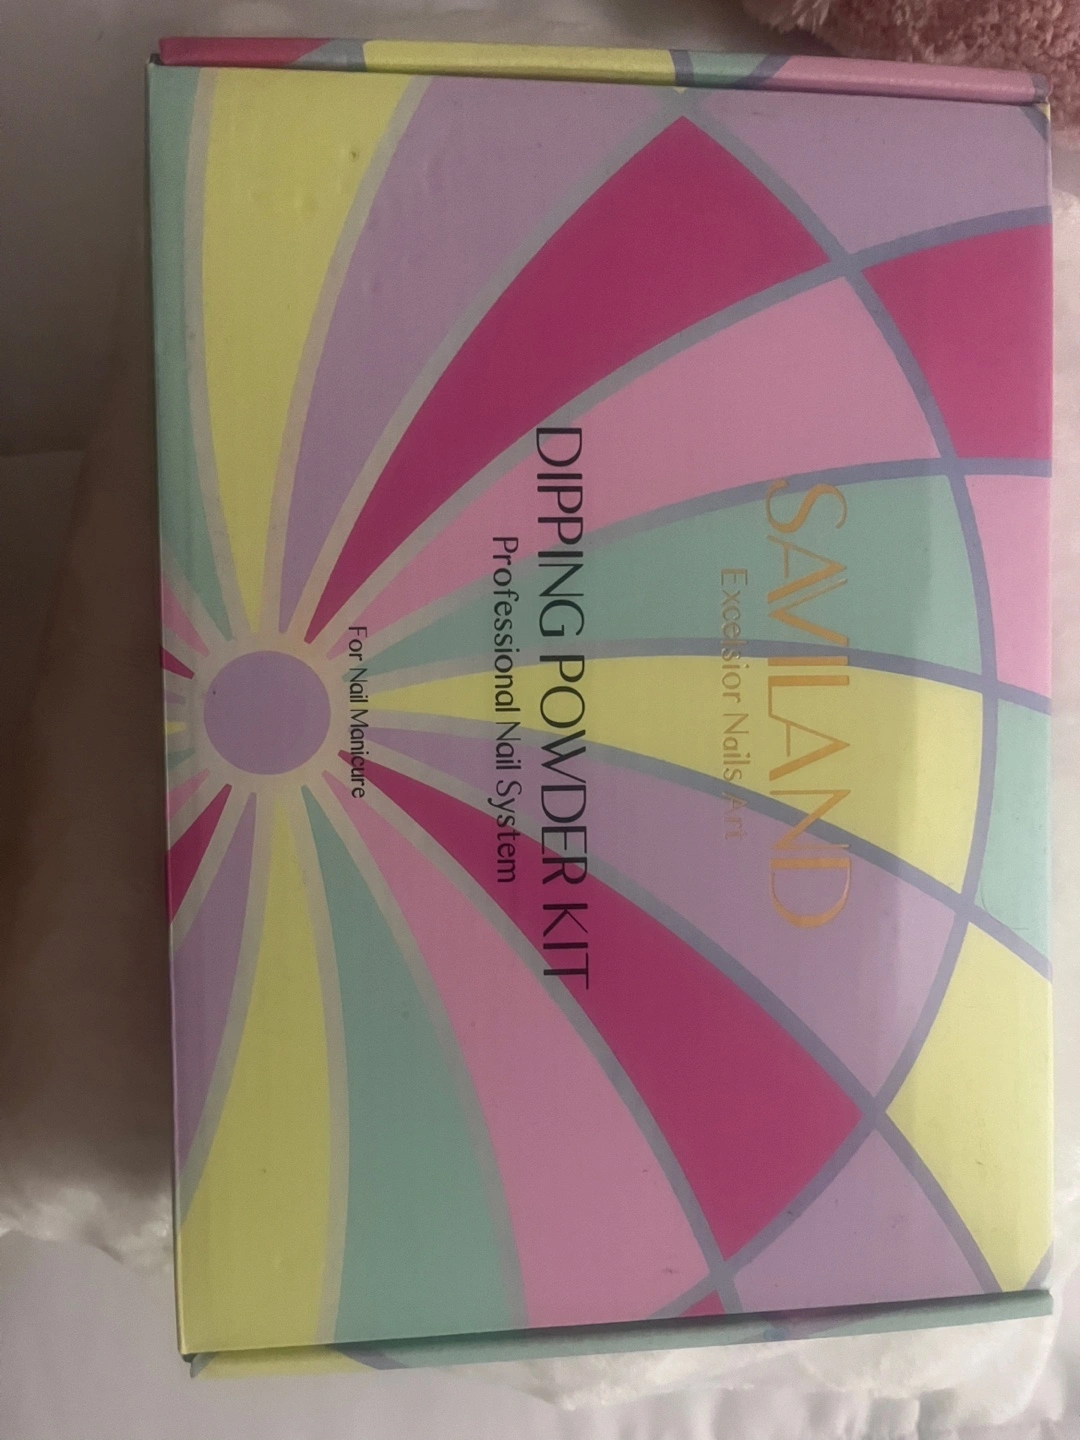 SAVILAND
Excelsior Nails Art
DIPPING POWDER KIT
Professional Nail System
For Nail Manicure